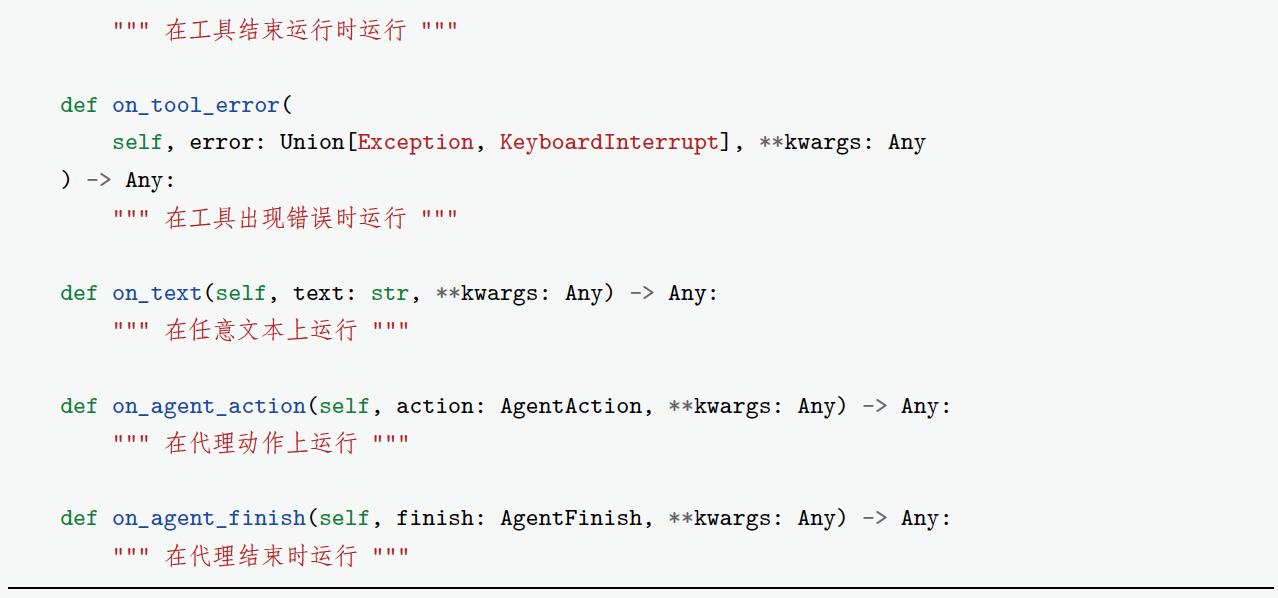 """ 在工具结束运行时运行 """
def on_tool_error(
self, error: Union[Exception, KeyboardInterrupt], **kwargs: Any
) -> Any:
""" 在工具出现错误时运行 """
def on_text(self, text: str, **kwargs: Any) -> Any:
""" 在任意文本上运行 """
def on_agent_action(self, action: AgentAction, **kwargs: Any) -> Any:
""" 在代理动作上运行 """
def on_agent_finish(self, finish: AgentFinish, **kwargs: Any) -> Any:
""" 在代理结束时运行 """